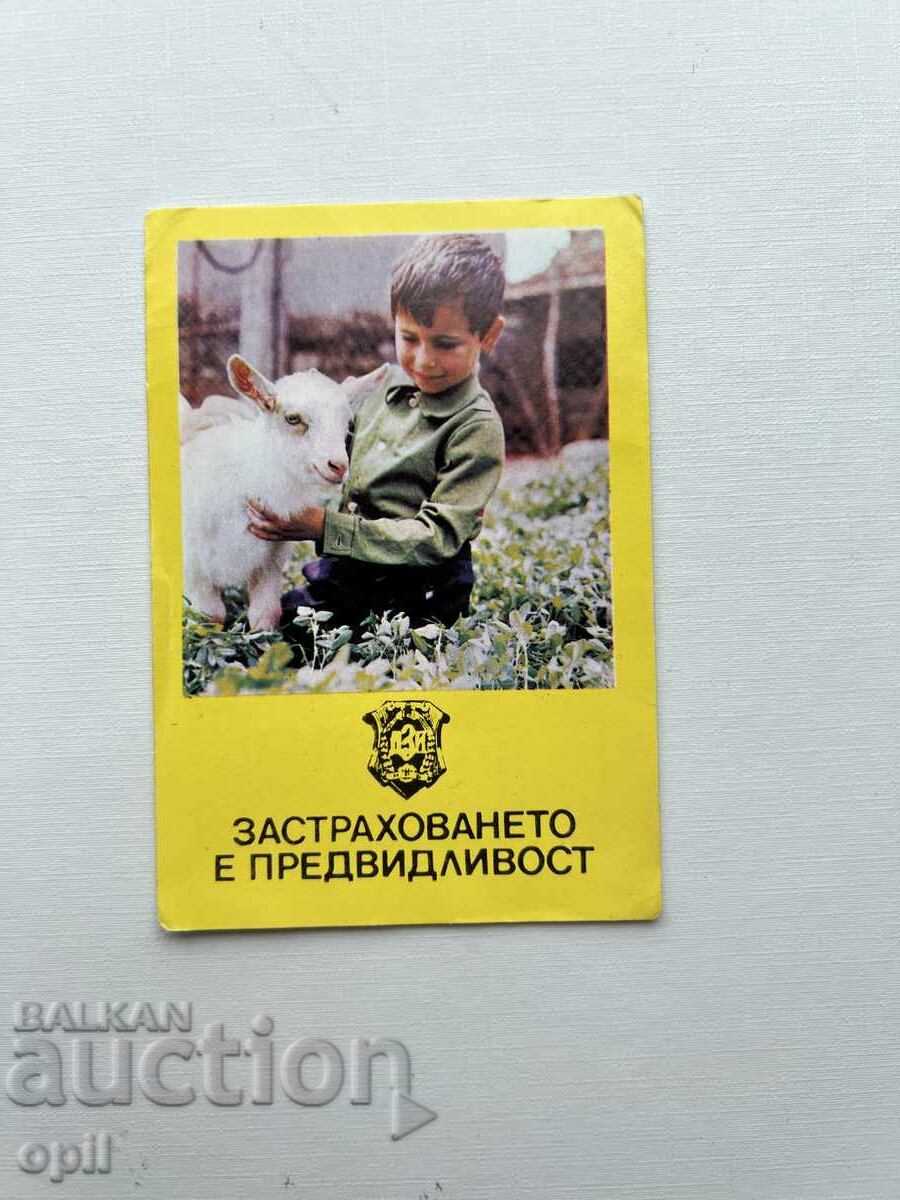 ДЗИ
ЗАСТРАХОВАНЕТО
Е ПРЕДВИДЛИВОСТ
BALKAN
auction
opil